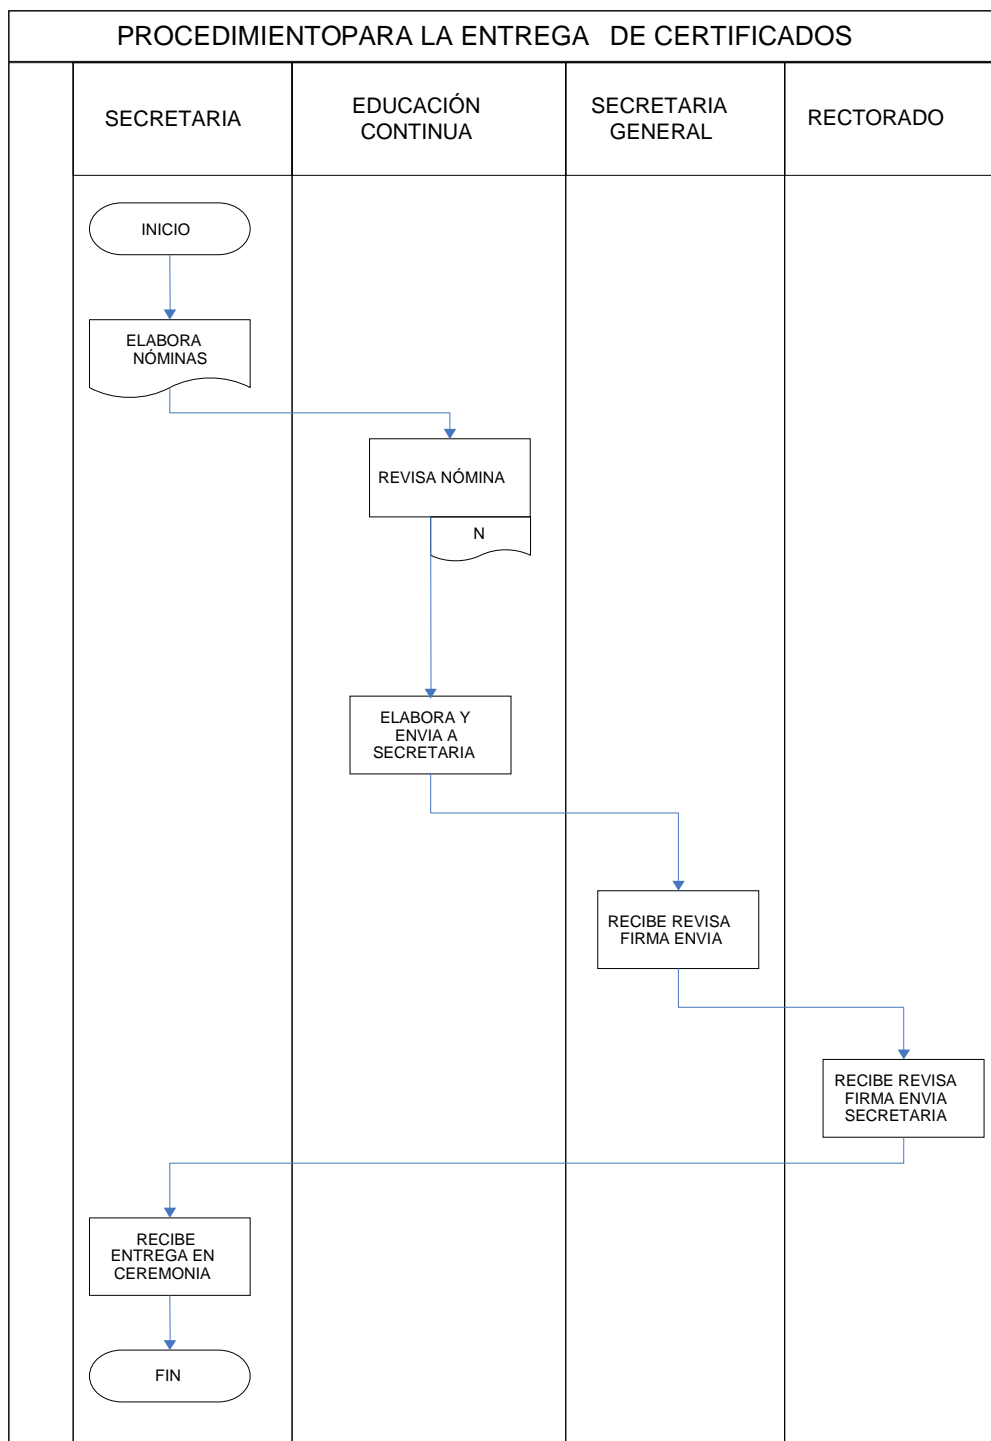 PROCEDIMIENTOPARA LA ENTREGA DE CERTIFICADOS
SECRETARIA
EDUCACIÓN
CONTINUA
SECRETARIA
GENERAL
RECTORADO
INICIO
ELABORA
NÓMINAS
REVISA NÓMINA
N
ELABORA Y
ENVIA A
SECRETARIA
RECIBE REVISA
FIRMA ENVIA
RECIBE REVISA
FIRMA ENVIA
SECRETARIA
RECIBE
ENTREGA EN
CEREMONIA
FIN